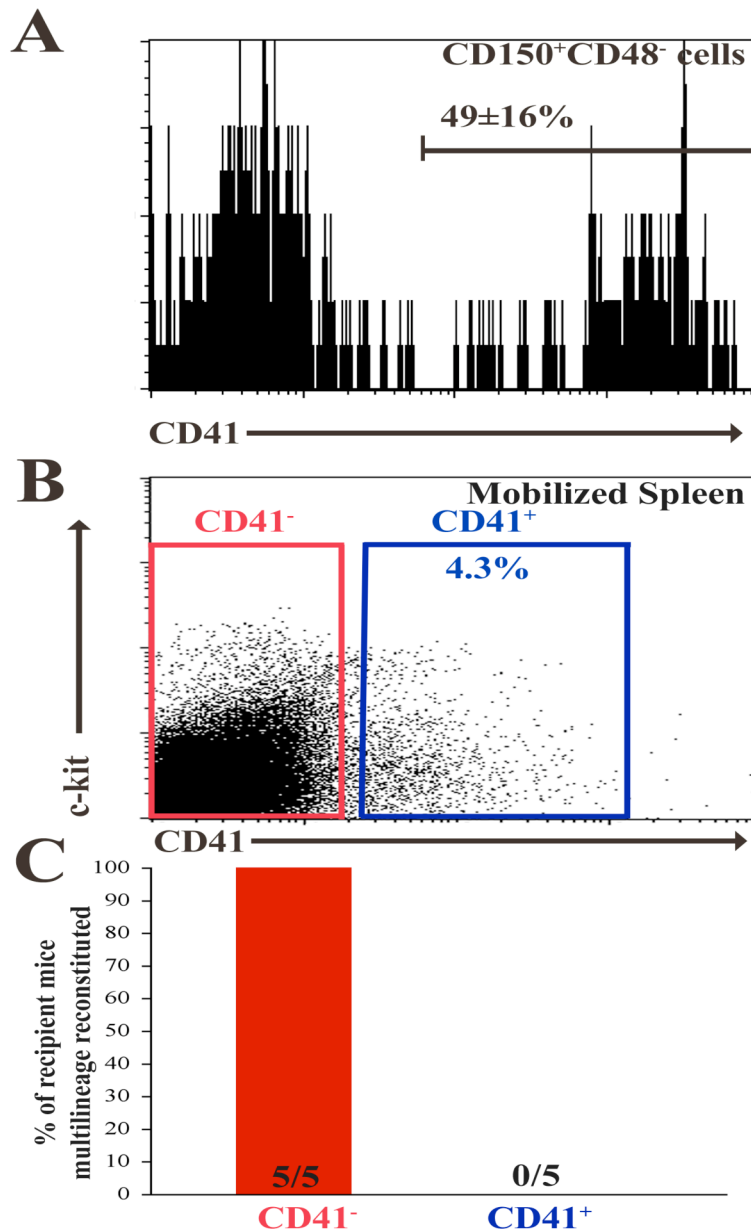 A
CD150⁺CD48⁻ cells
49±16%
CD41
B
Mobilized Spleen
CD41⁻
CD41⁺
4.3%
c-kit
CD41
C
% of recipient mice
multilineage reconstituted
100
90
80
70
60
50
40
30
20
10
0
5/5
0/5
CD41⁻
CD41⁺